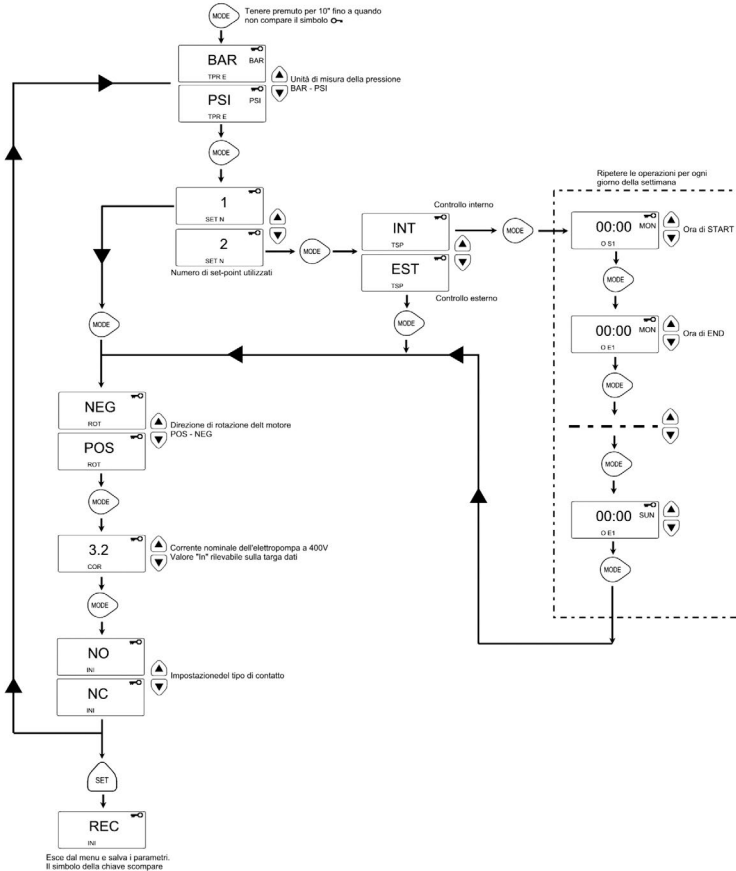 MODE
Tenere premuto per 10" fino a quando
non compare il simbolo
BAR BAR
TPR E
PSI PSI
TPR E
Unità di misura della pressione
BAR - PSI
MODE
1
SET N
2
SET N
Numero di set-point utilizzati
MODE
Controllo interno
INT
TSP
EST
TSP
Controllo esterno
MODE
MODE
Ripetere le operazioni per ogni
giorno della settimana
00:00 MON
O S1
Ora di START
MODE
00:00 MON
O E1
Ora di END
MODE
MODE
00:00 SUN
O E1
MODE
MODE
NEG
ROT
POS
ROT
Direzione di rotazione delt motore
POS - NEG
MODE
3.2
COR
Corrente nominale dell'elettropompa a 400V
Valore "In" rilevabile sulla targa dati
MODE
NO
INI
NC
INI
Impostazionedel tipo di contatto
SET
REC
INI
Esce dal menu e salva i parametri.
Il simbolo della chiave scompare